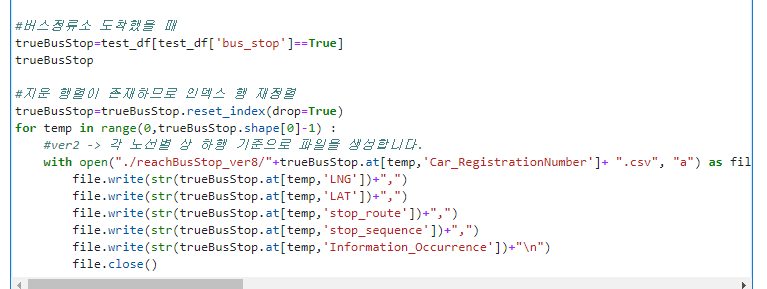 #버스정류소 도착했을 때
trueBusStop=test_df[test_df['bus_stop']==True]
trueBusStop
#지운 행렬이 존재하므로 인덱스 행 재정렬
trueBusStop=trueBusStop.reset_index(drop=True)
for temp in range(0,trueBusStop.shape[0]-1) :
    #ver2 -> 각 노선별 상 하행 기준으로 파일을 생성합니다.
    with open("./reachBusStop_ver8/"+trueBusStop.at[temp,'Car_RegistrationNumber']+ ".csv", "a") as fil
        file.write(str(trueBusStop.at[temp,'LNG'])+",")
        file.write(str(trueBusStop.at[temp,'LAT'])+",")
        file.write(str(trueBusStop.at[temp,'stop_route'])+",")
        file.write(str(trueBusStop.at[temp,'stop_sequence'])+",")
        file.write(str(trueBusStop.at[temp,'Information_Occurrence'])+"\n")
        file.close()